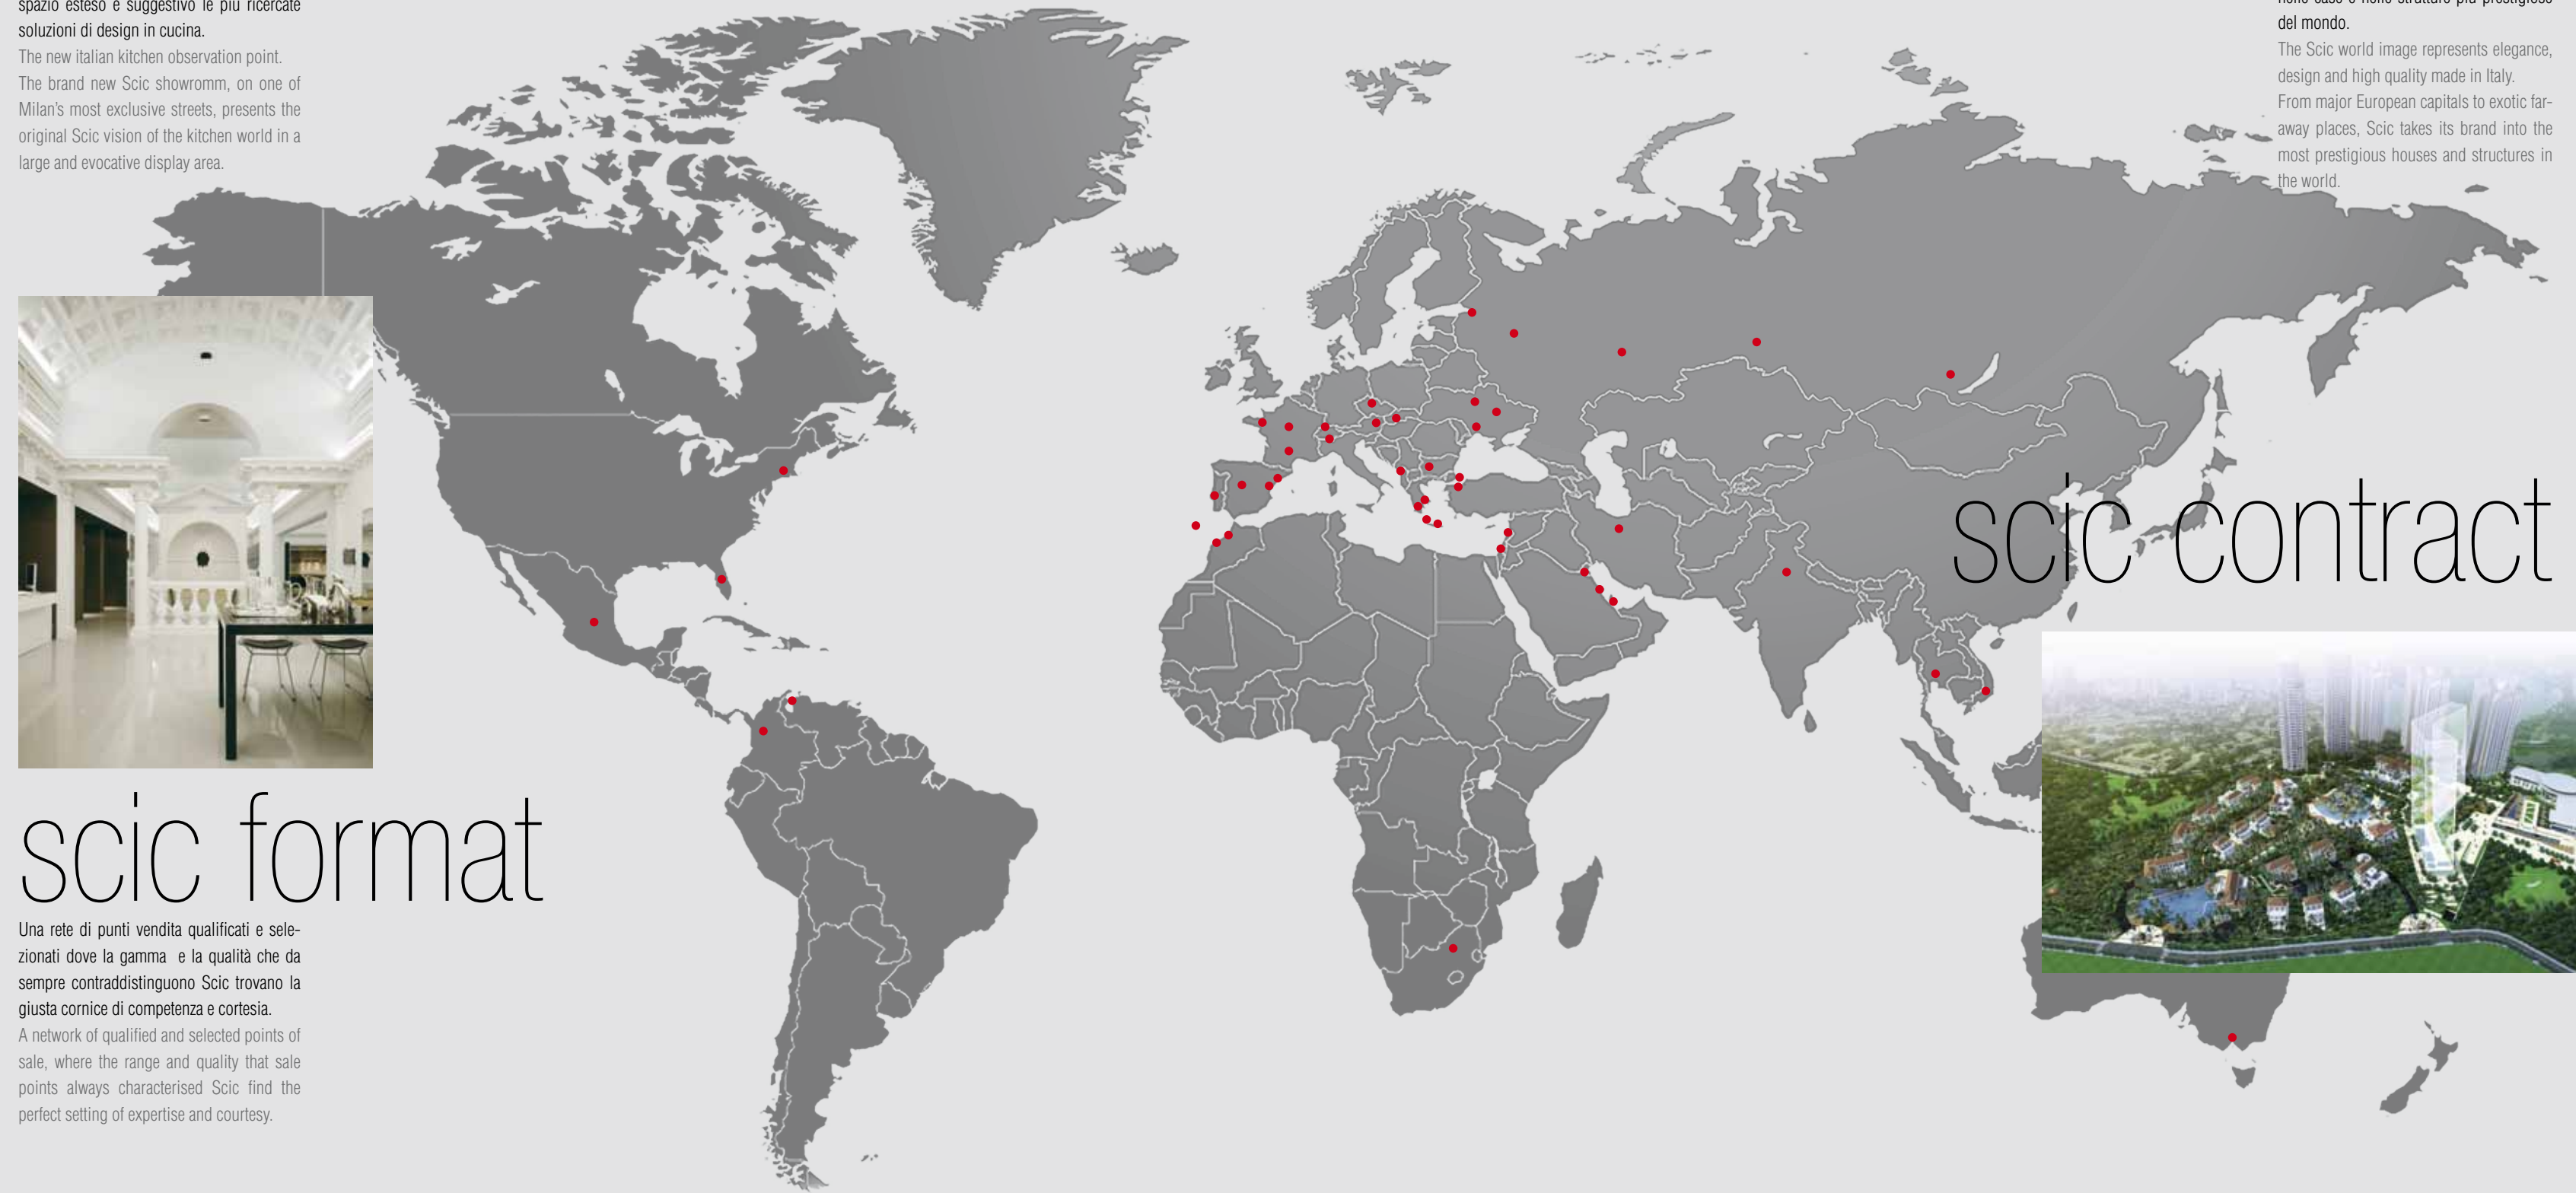 spazio esteso e suggestivo le più ricercate
soluzioni di design in cucina.
The new italian kitchen observation point.
The brand new Scic showromm, on one of
Milan's most exclusive streets, presents the
original Scic vision of the kitchen world in a
large and evocative display area.
scic format
Una rete di punti vendita qualificati e sele-
zionati dove la gamma e la qualità che da
sempre contraddistinguono Scic trovano la
giusta cornice di competenza e cortesia.
A network of qualified and selected points of
sale, where the range and quality that sale
points always characterised Scic find the
perfect setting of expertise and courtesy.
nelle case e nelle strutture più prestigiose
del mondo.
The Scic world image represents elegance,
design and high quality made in Italy.
From major European capitals to exotic far-
away places, Scic takes its brand into the
most prestigious houses and structures in
the world.
scic contract